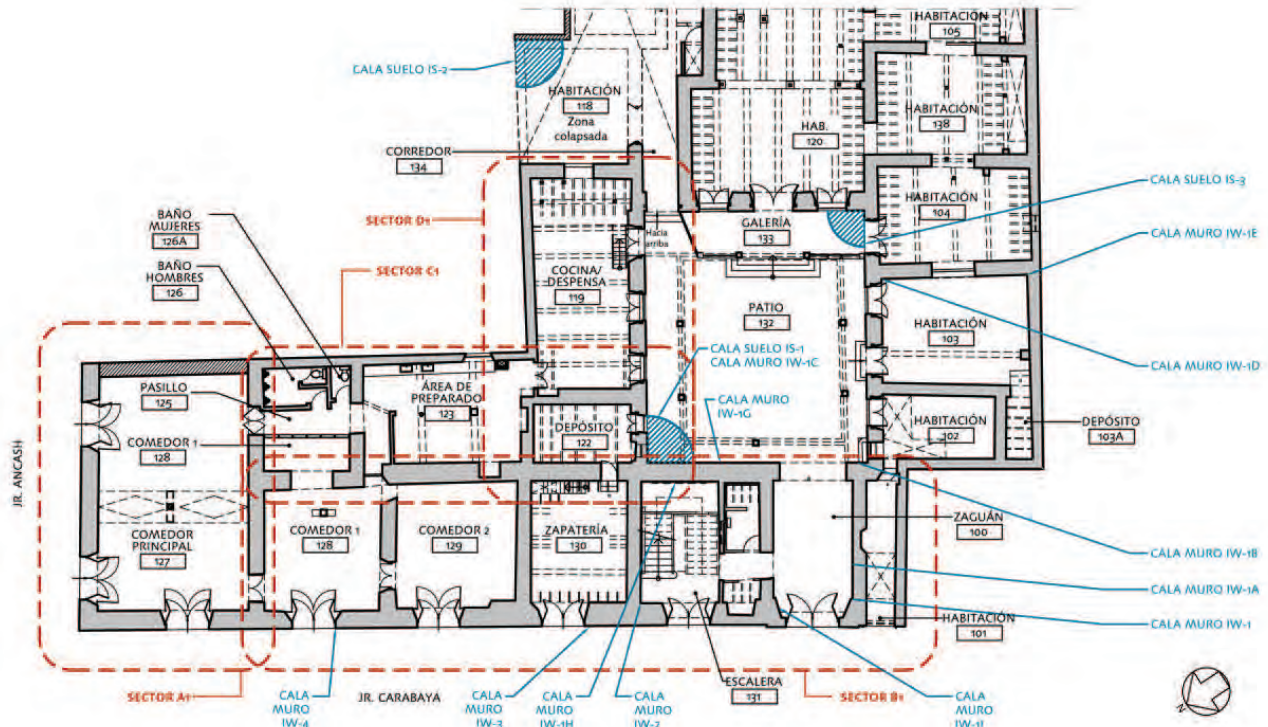 HABITACIÓN
105
CALA SUELO IS-2
HABITACIÓN
118
Zona
colapsada
HABITACIÓN
138
HAB.
120
CORREDOR
134
CALA SUELO IS-3
BAÑO
MUJERES
126A
SECTOR D1
HABITACIÓN
104
GALERÍA
133
Hacia
arriba
CALA MURO IW-1E
BAÑO
HOMBRES
126
SECTOR C1
COCINA/
DESPENSA
119
PATIO
132
HABITACIÓN
103
CALA SUELO IS-1
CALA MURO IW-1C
CALA MURO IW-1D
PASILLO
125
ÁREA DE
PREPARADO
123
CALA MURO
IW-1G
COMEDOR 1
128
DEPÓSITO
122
HABITACIÓN
102
DEPÓSITO
103A
JR. ANCASH
COMEDOR
PRINCIPAL
127
COMEDOR 1
128
COMEDOR 2
129
ZAPATERÍA
130
ZAGUÁN
100
CALA MURO IW-1B
CALA MURO IW-1A
HABITACIÓN
101
CALA MURO IW-1
SECTOR A1
JR. CARABAYA
CALA
MURO
IW-4
CALA
MURO
IW-3
CALA
MURO
IW-1H
CALA
MURO
IW-2
ESCALERA
131
SECTOR B1
CALA
MURO
IW-1I
N